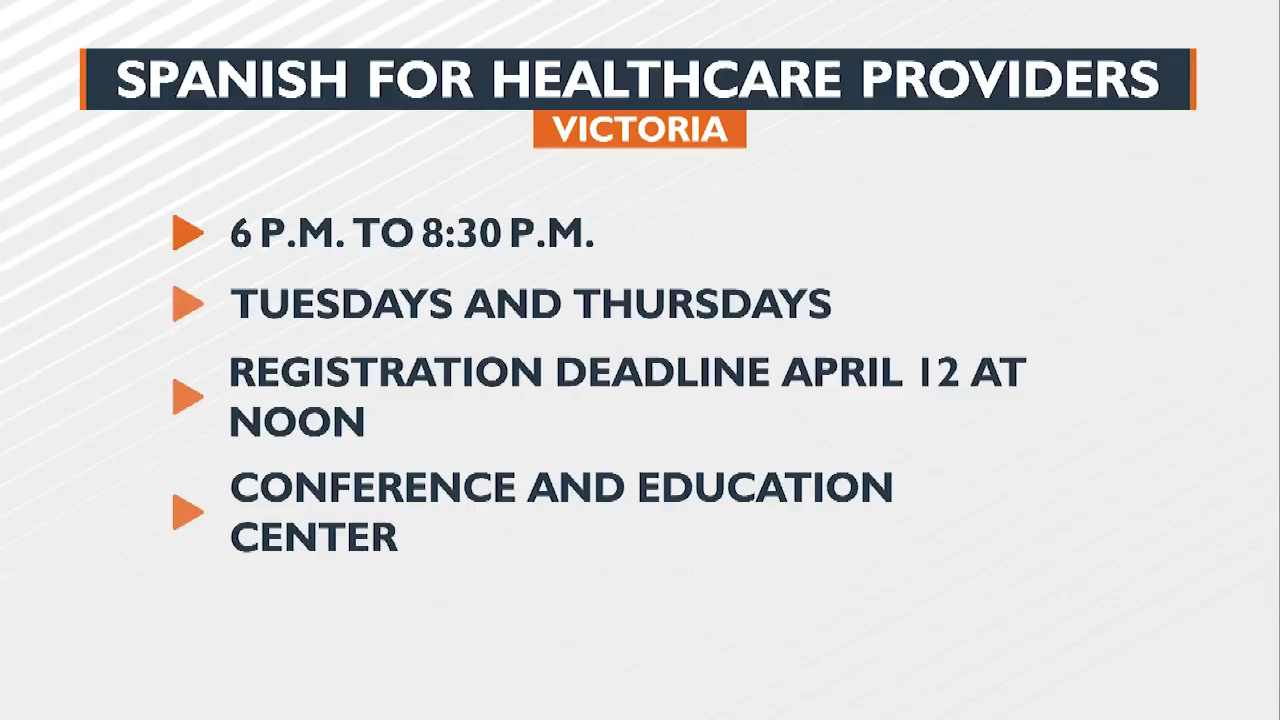 SPANISH FOR HEALTHCARE PROVIDERS
VICTORIA
6 P.M. TO 8:30 P.M.
TUESDAYS AND THURSDAYS
REGISTRATION DEADLINE APRIL 12 AT
NOON
CONFERENCE AND EDUCATION
CENTER